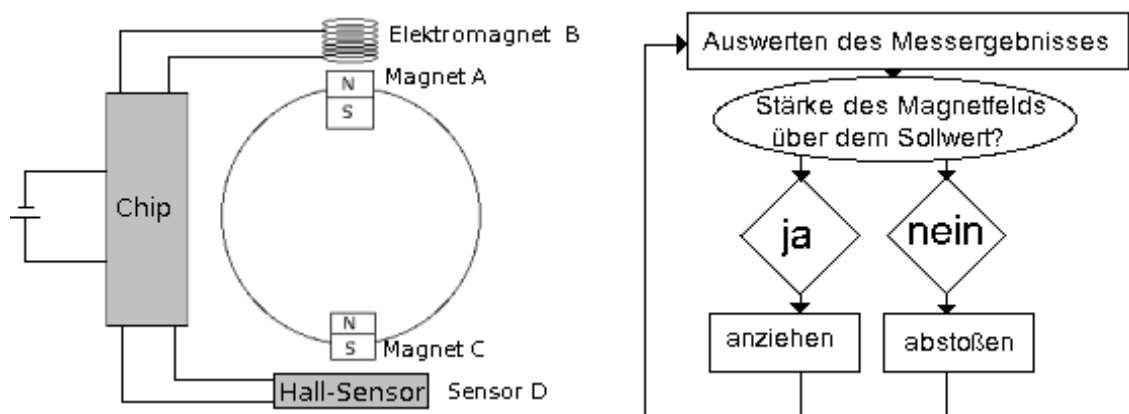 Elektromagnet B
Magnet A
N
S
Chip
N
S
Magnet C
Hall-Sensor
Sensor D
Auswerten des Messergebnisses
Stärke des Magnetfelds
über dem Sollwert?
ja
nein
anziehen
abstoßen